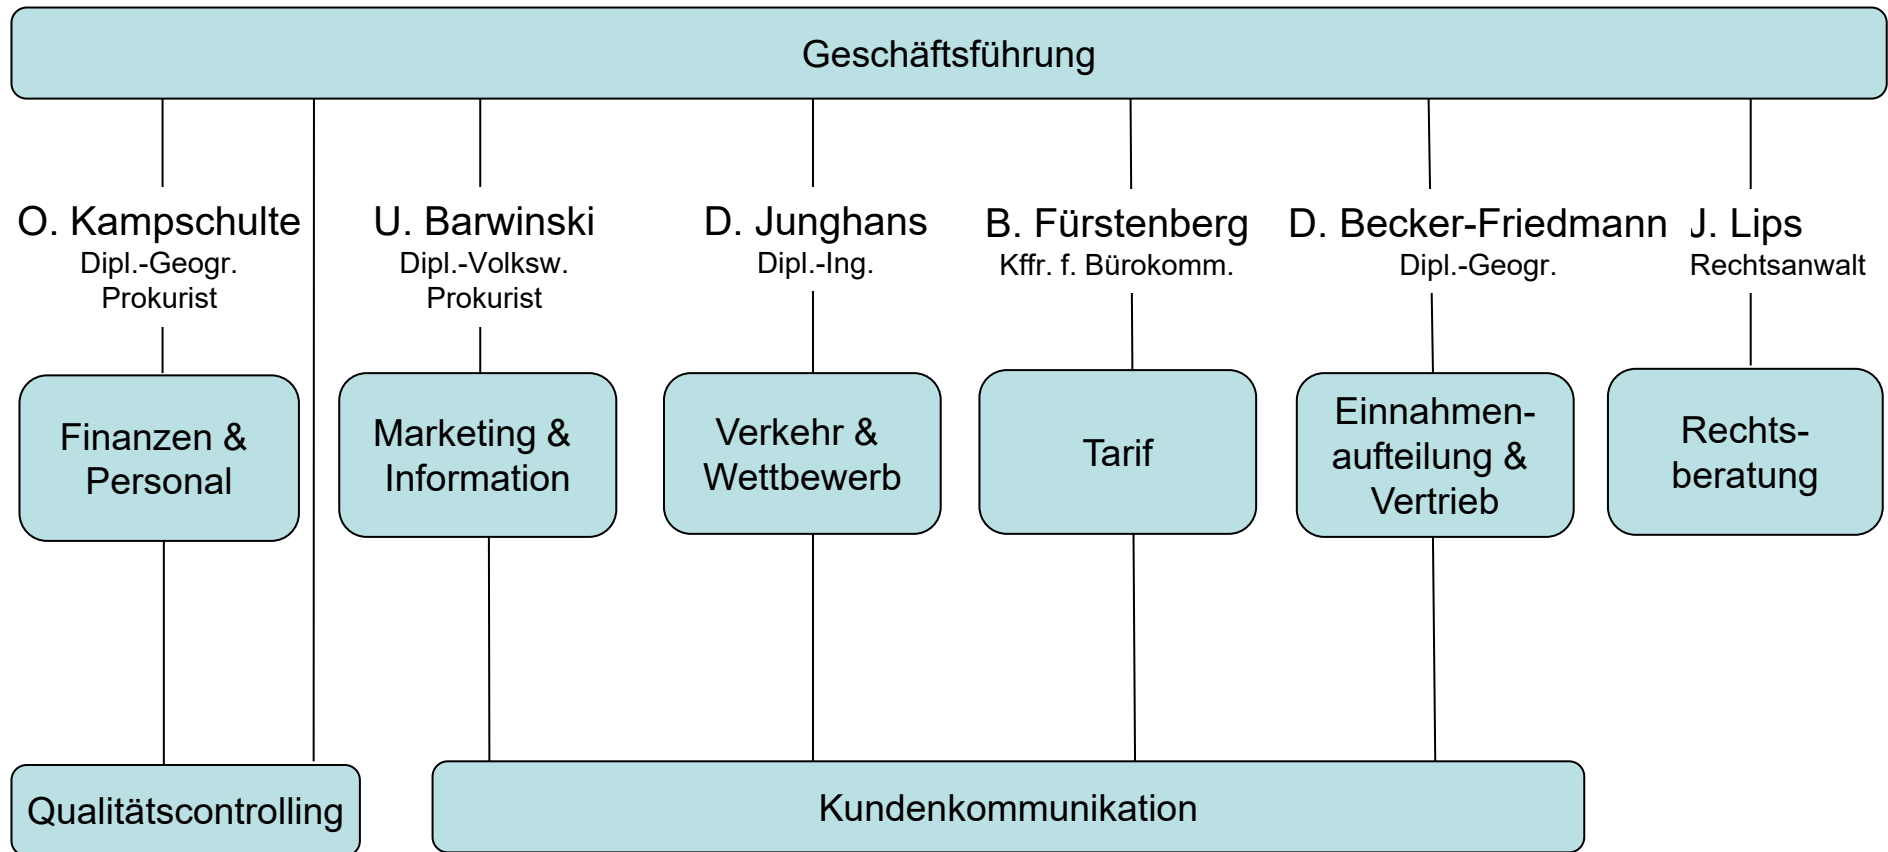 Geschäftsführung
O. Kampschulte
Dipl.-Geogr.
Prokurist
U. Barwinski
Dipl.-Volksw.
Prokurist
D. Junghans
Dipl.-Ing.
B. Fürstenberg
Kffr. f. Bürokomm.
D. Becker-Friedmann
Dipl.-Geogr.
J. Lips
Rechtsanwalt
Finanzen &
Personal
Marketing &
Information
Verkehr &
Wettbewerb
Tarif
Einnahmen-
aufteilung &
Vertrieb
Rechts-
beratung
Qualitätscontrolling
Kundenkommunikation